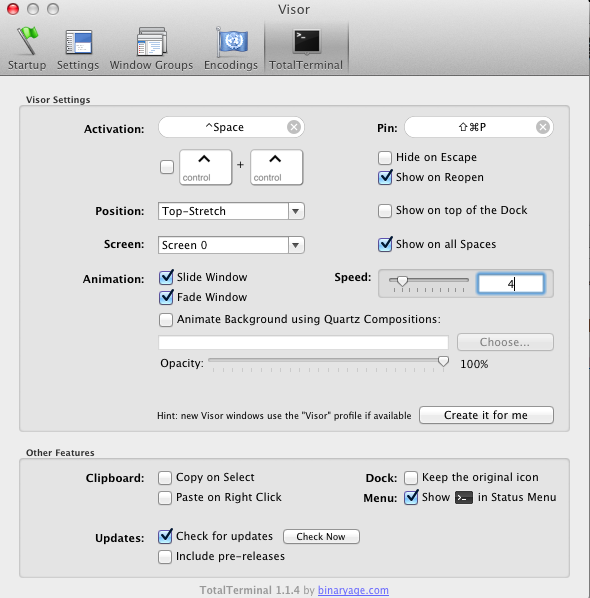 Visor
Startup Settings Window Groups Encodings TotalTerminal
Visor Settings
Activation: ^Space Pin: ⇧⌘P
control + control
Hide on Escape
Show on Reopen
Position: Top-Stretch Show on top of the Dock
Screen: Screen 0 Show on all Spaces
Animation: Slide Window Speed: 4
Fade Window
Animate Background using Quartz Compositions:
Choose...
Opacity: 100%
Hint: new Visor windows use the "Visor" profile if available Create it for me
Other Features
Clipboard: Copy on Select Dock: Keep the original icon
Paste on Right Click Menu: Show >_ in Status Menu
Updates: Check for updates Check Now
Include pre-releases
TotalTerminal 1.1.4 by binaryage.com